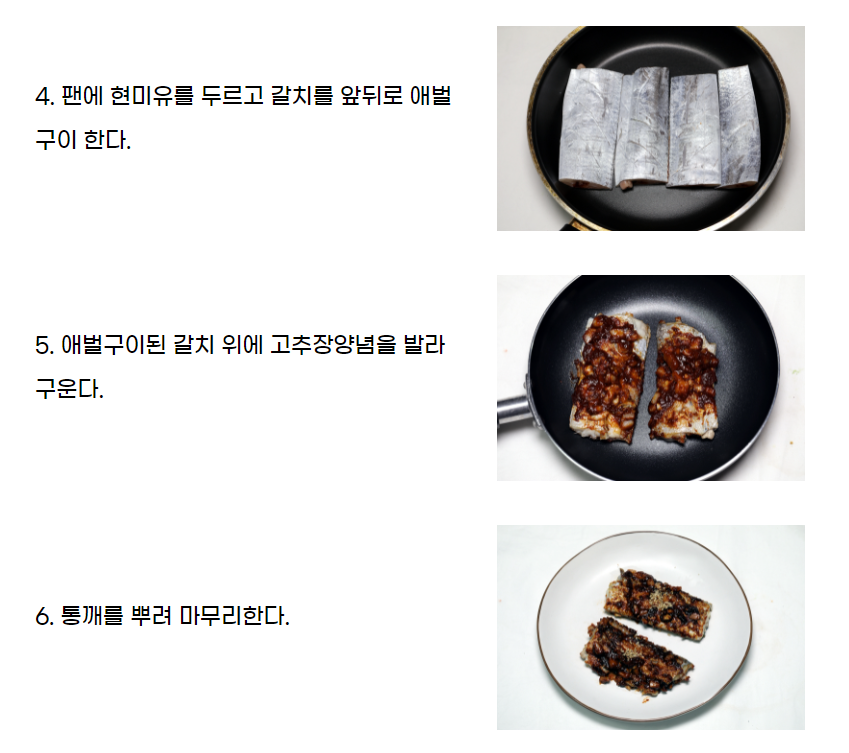 4. 팬에 현미유를 두르고 갈치를 앞뒤로 애벌
구이 한다.
5. 애벌구이된 갈치 위에 고추장양념을 발라
구운다.
6. 통깨를 뿌려 마무리한다.